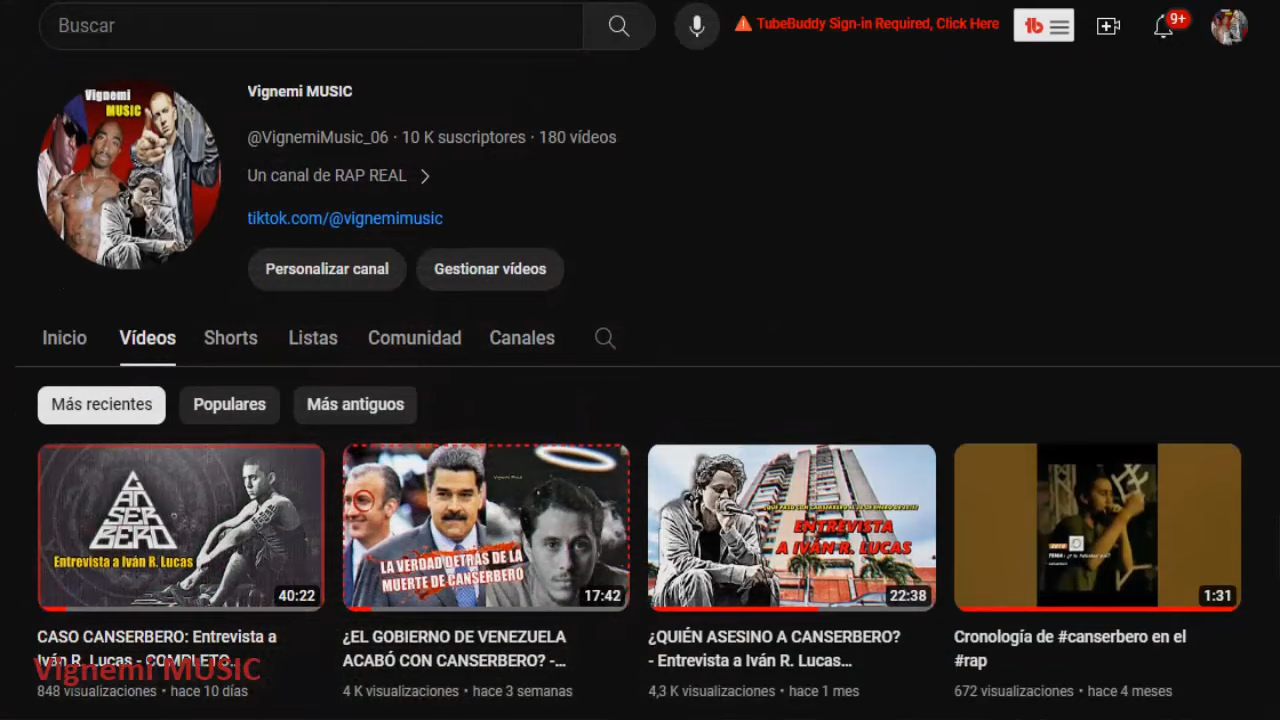 Buscar
TubeBuddy Sign-in Required, Click Here
tb
9+
Vignemi
MUSIC
Vignemi MUSIC
@VignemiMusic_06 · 10 K suscriptores · 180 vídeos
Un canal de RAP REAL
tiktok.com/@vignemimusic
Personalizar canal
Gestionar vídeos
Inicio
Vídeos
Shorts
Listas
Comunidad
Canales
Más recientes
Populares
Más antiguos
CAN
SER
BERO
Entrevista a Iván R. Lucas
40:22
LA VERDAD DETRÁS DE LA
MUERTE DE CANSERBERO
17:42
ENTREVISTA
A IVÁN R. LUCAS
22:38
1:31
CASO CANSERBERO: Entrevista a
Iván R. Lucas - COMPLETO...
848 visualizaciones · hace 10 días
¿EL GOBIERNO DE VENEZUELA
ACABÓ CON CANSERBERO? -...
4 K visualizaciones · hace 3 semanas
¿QUIÉN ASESINO A CANSERBERO?
- Entrevista a Iván R. Lucas...
4,3 K visualizaciones · hace 1 mes
Cronología de #canserbero en el
#rap
672 visualizaciones · hace 4 meses
Vignemi MUSIC